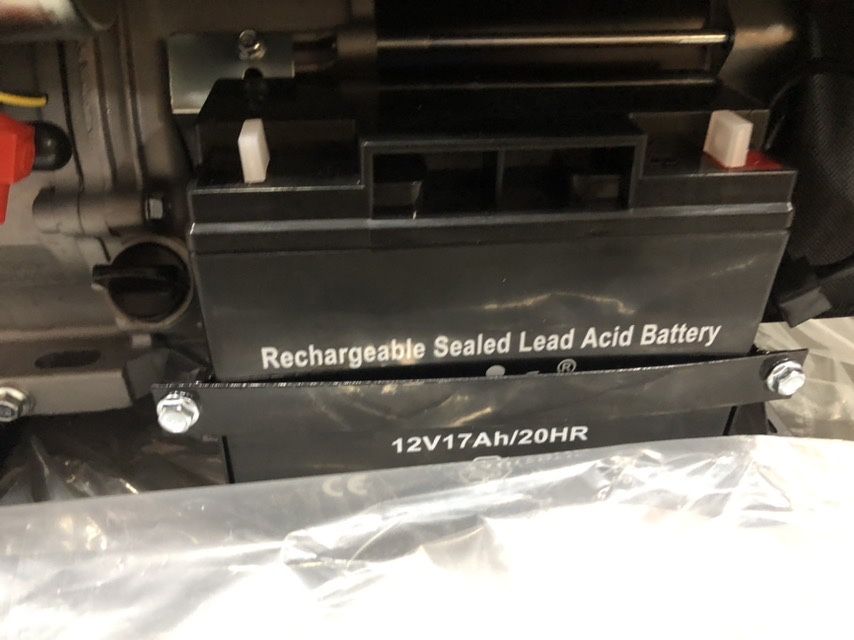 Rechargeable Sealed Lead Acid Battery
®
12V17Ah/20HR
CE